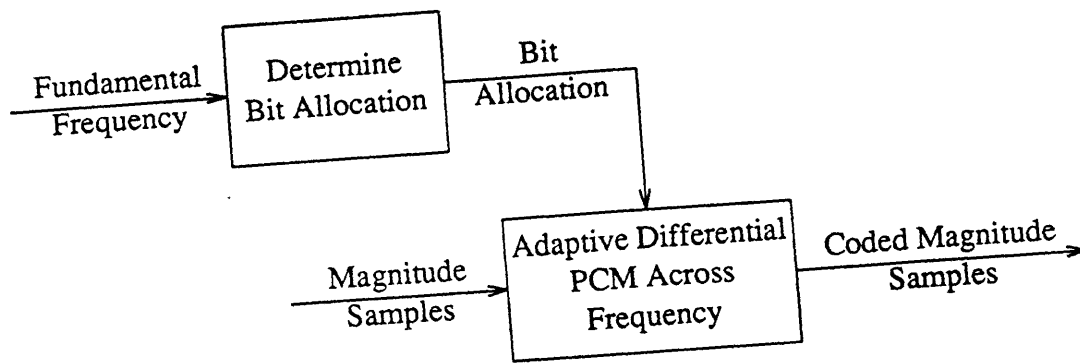 Fundamental
Frequency
Determine
Bit Allocation
Bit
Allocation
Magnitude
Samples
Adaptive Differential
PCM Across
Frequency
Coded Magnitude
Samples